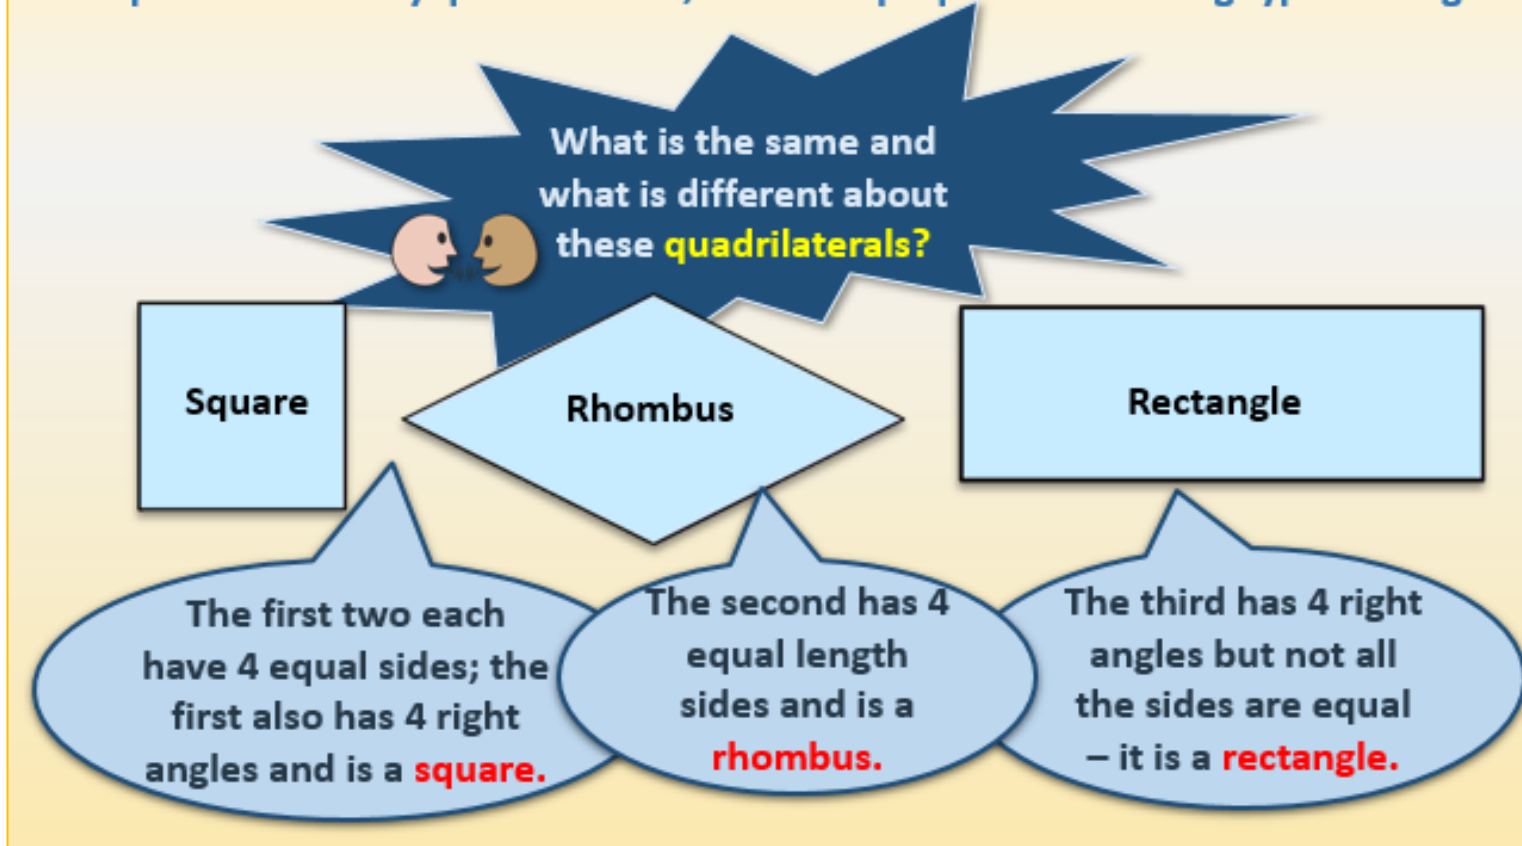 What is the same and
what is different about
these quadrilaterals?
Square
Rhombus
Rectangle
The first two each
have 4 equal sides; the
first also has 4 right
angles and is a square.
The second has 4
equal length
sides and is a
rhombus.
The third has 4 right
angles but not all
the sides are equal
– it is a rectangle.